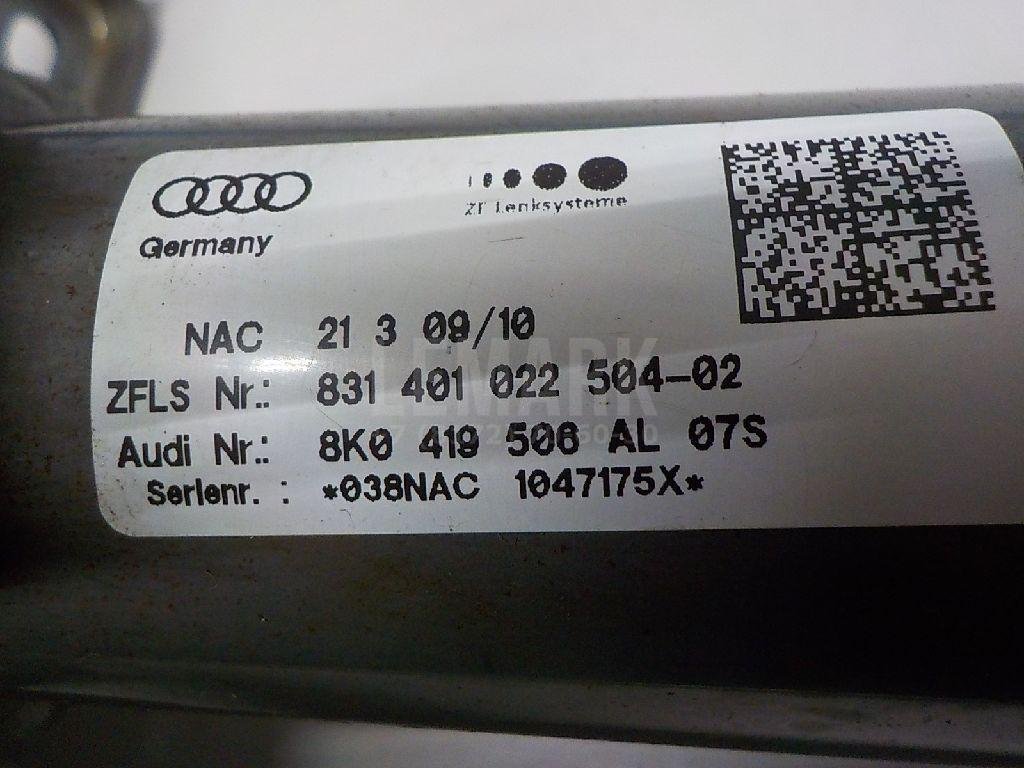 Germany
ZF Lenksysteme
NAC 21 3 09/10
ZFLS Nr.: 831 401 022 504-02
Audi Nr.: 8K0 419 506 AL 07S
Serienr. : *038NAC 1047175X*
LEMARK